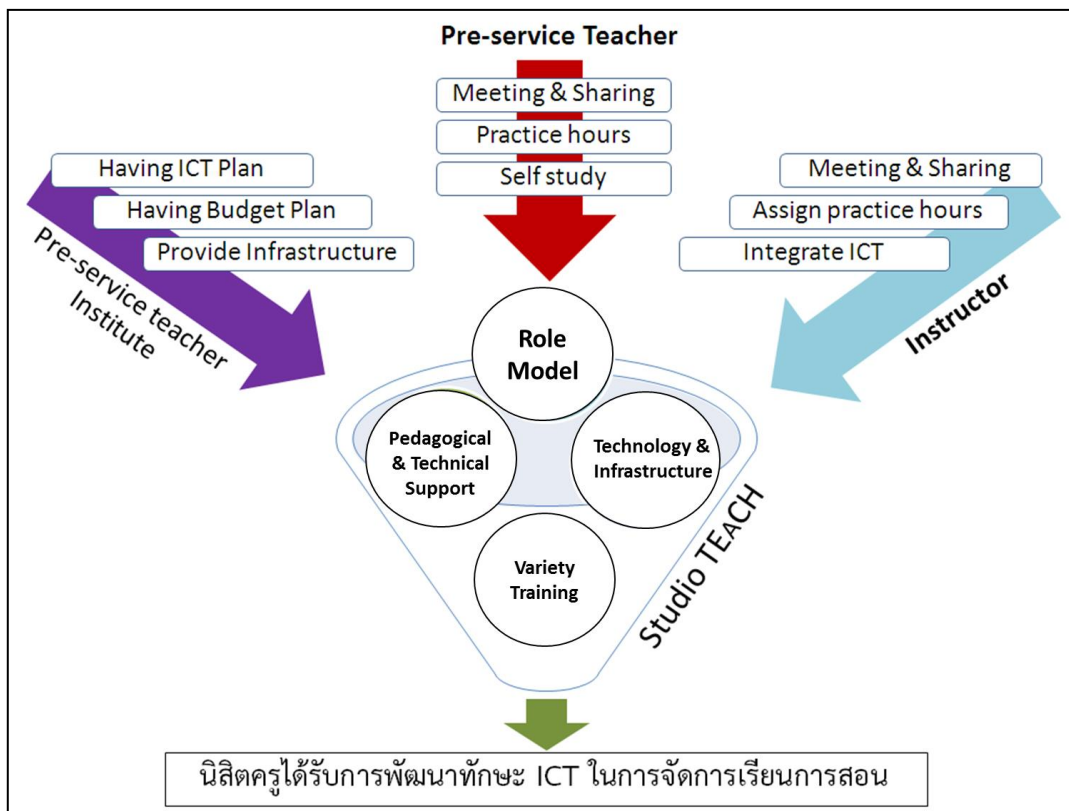 Pre-service Teacher
Meeting & Sharing
Practice hours
Self study
Having ICT Plan
Having Budget Plan
Provide Infrastructure
Pre-service teacher
Institute
Meeting & Sharing
Assign practice hours
Integrate ICT
Instructor
Role
Model
Pedagogical
& Technical
Support
Technology &
Infrastructure
Variety
Training
Studio TEACH
นิสิตครูได้รับการพัฒนาทักษะ ICT ในการจัดการเรียนการสอน